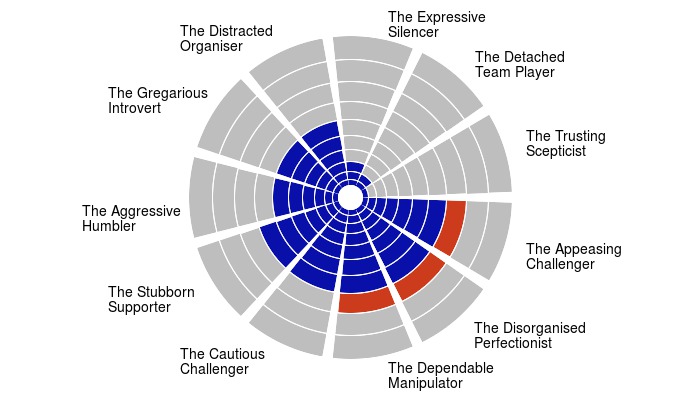 The Expressive
Silencer
The Detached
Team Player
The Trusting
Scepticist
The Appeasing
Challenger
The Disorganised
Perfectionist
The Dependable
Manipulator
The Cautious
Challenger
The Stubborn
Supporter
The Aggressive
Humbler
The Gregarious
Introvert
The Distracted
Organiser